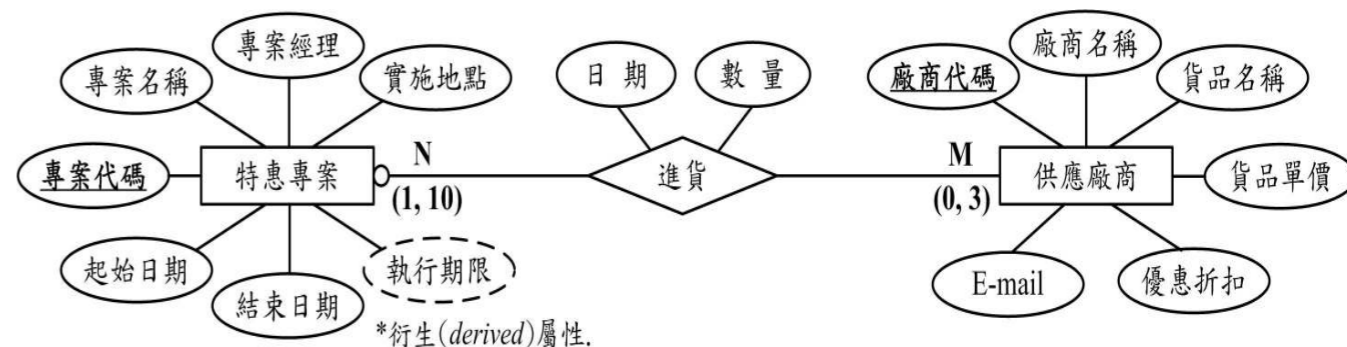 專案經理
專案名稱
實施地點
專案代碼
特惠專案
起始日期
結束日期
執行期限
*衍生(derived)屬性.
N
(1, 10)
日期
數量
進貨
M
(0, 3)
廠商代碼
廠商名稱
貨品名稱
供應廠商
貨品單價
E-mail
優惠折扣